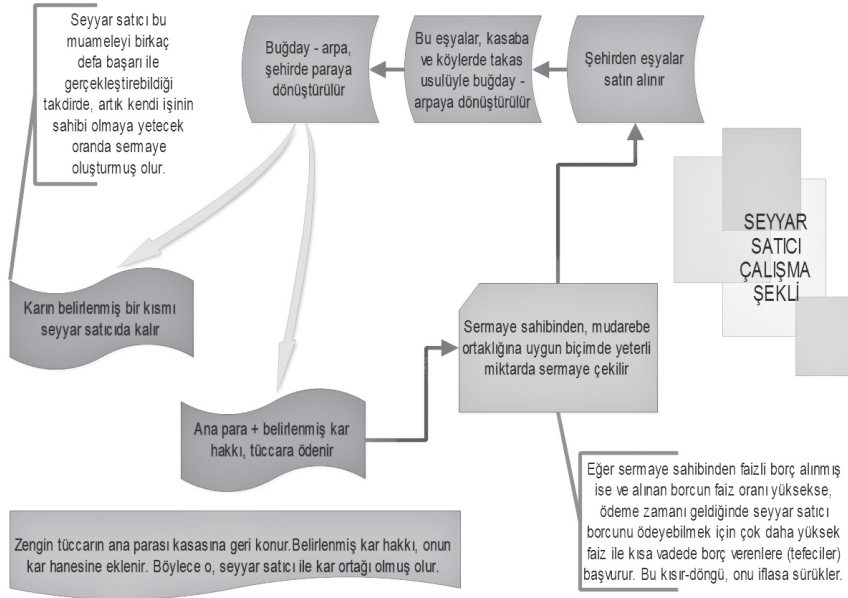 Seyyar satıcı bu
muameleyi birkaç
defa başarı ile
gerçekleştirebildiği
takdirde, artık kendi işinin
sahibi olmaya yetecek
oranda sermaye
oluşturmuş olur.
Buğday - arpa,
şehirde paraya
dönüştürülür
Bu eşyalar, kasaba
ve köylerde takas
usulüyle buğday -
arpaya dönüştürülür
Şehirden eşyalar
satın alınır
SEYYAR
SATICI
ÇALIŞMA
ŞEKLİ
Karın belirlenmiş bir kısmı
seyyar satıcıda kalır
Sermaye sahibinden, mudarebe
ortaklığına uygun biçimde yeterli
miktarda sermaye çekilir
Ana para + belirlenmiş kar
hakkı, tüccara ödenir
Eğer sermaye sahibinden faizli borç alınmış
ise ve alınan borcun faiz oranı yüksekse,
ödeme zamanı geldiğinde seyyar satıcı
borcunu ödeyebilmek için çok daha yüksek
faiz ile kısa vadede borç verenlere (tefeciler)
başvurur. Bu kısır-döngü, onu iflasa sürükler.
Zengin tüccarın ana parası kasasına geri konur.Belirlenmiş kar hakkı, onun
kar hanesine eklenir. Böylece o, seyyar satıcı ile kar ortağı olmuş olur.